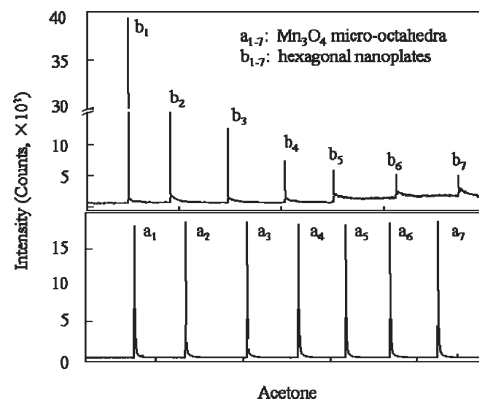 40
30
10
5
0
b₁
b₂
b₃
b₄
b₅
b₆
b₇
a₁₋₇: Mn₃O₄ micro-octahedra
b₁₋₇: hexagonal nanoplates
Intensity (Counts, ×10³)
15
10
5
0
a₁
a₂
a₃
a₄
a₅
a₆
a₇
Acetone